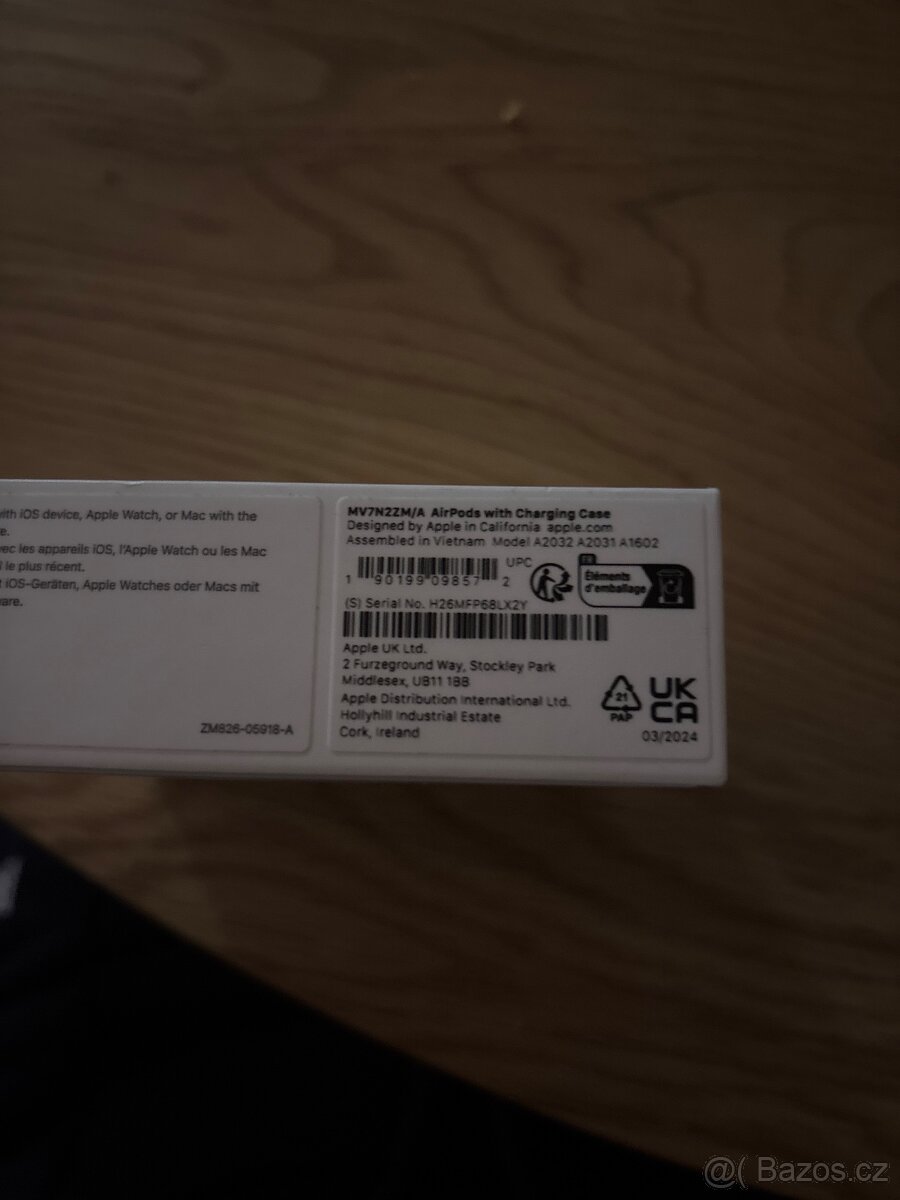 with iOS device, Apple Watch, or Mac with the
e.
ec les appareils iOS, l'Apple Watch ou les Mac
l le plus récent.
t iOS-Geräten, Apple Watches oder Macs mit
ware.
ZM826-05918-A
MV7N2ZM/A AirPods with Charging Case
Designed by Apple in California apple.com
Assembled in Vietnam Model A2032 A2031 A1602
UPC
1 90199 09857 2
FR
Éléments
d'emballage
(S) Serial No. H26MFP68LX2Y
Apple UK Ltd.
2 Furzeground Way, Stockley Park
Middlesex, UB11 1BB
Apple Distribution International Ltd.
Hollyhill Industrial Estate
Cork, Ireland
21
PAP
UK
CA
03/2024
@( Bazos.cz